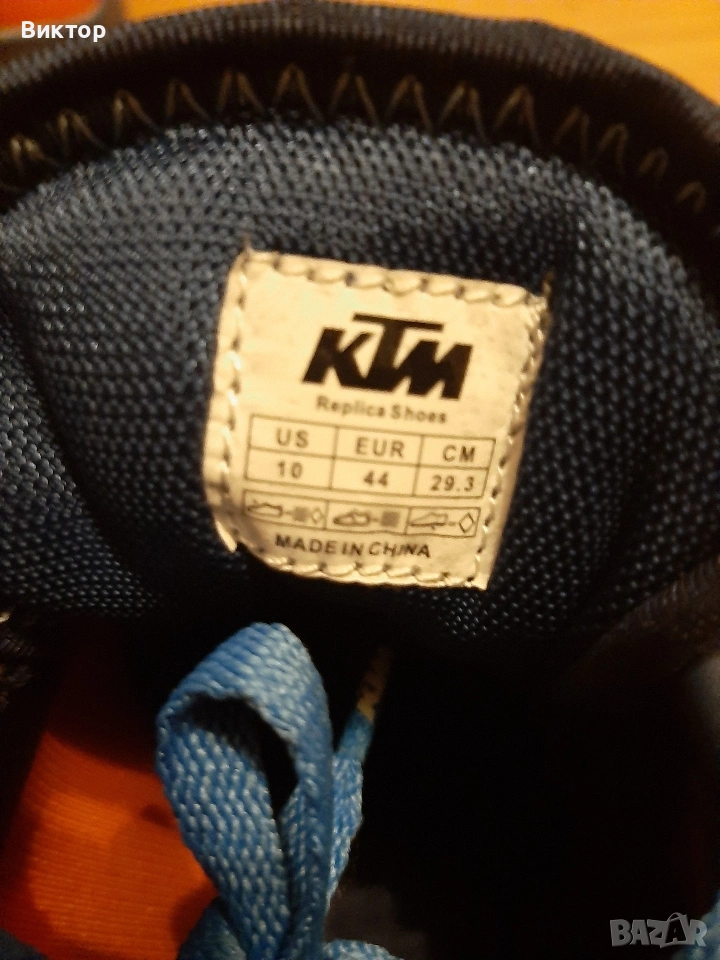 Виктор
KTM
Replica Shoes
US EUR CM
10 44 29.3
MADE IN CHINA
BAZAR